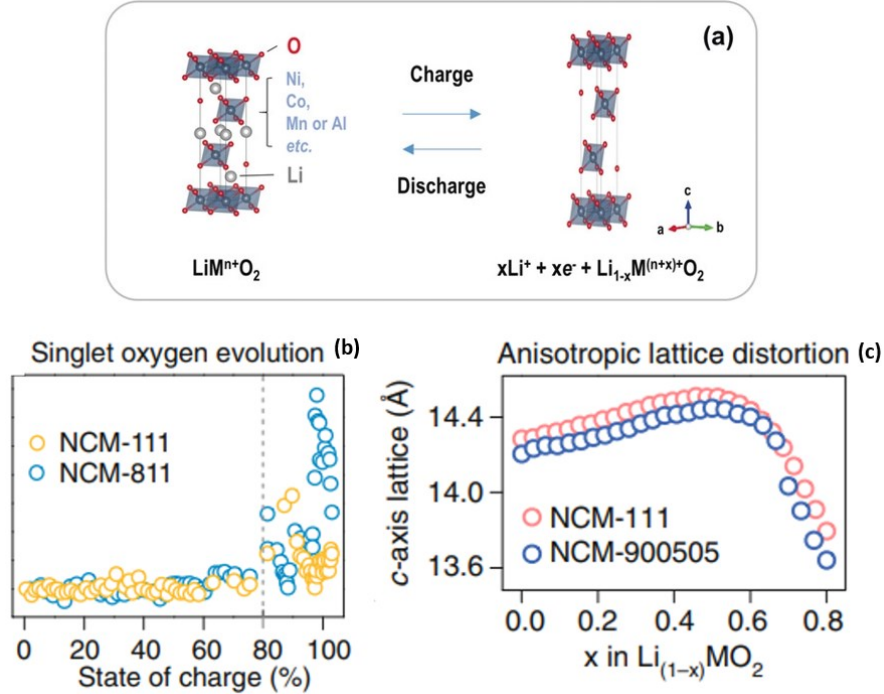 (a)
O
Ni,
Co,
Mn or Al
etc.
Li
Charge
Discharge
c
a
b
LiMⁿ⁺O₂
xLi⁺ + xe⁻ + Li₁₋ₓM⁽ⁿ⁺ˣ⁾⁺O₂
Singlet oxygen evolution (b)
NCM-111
NCM-811
0 20 40 60 80 100
State of charge (%)
Anisotropic lattice distortion (c)
c-axis lattice (Å)
14.4
14.0
13.6
NCM-111
NCM-900505
0.0 0.2 0.4 0.6 0.8
x in Li₍₁₋ₓ₎MO₂